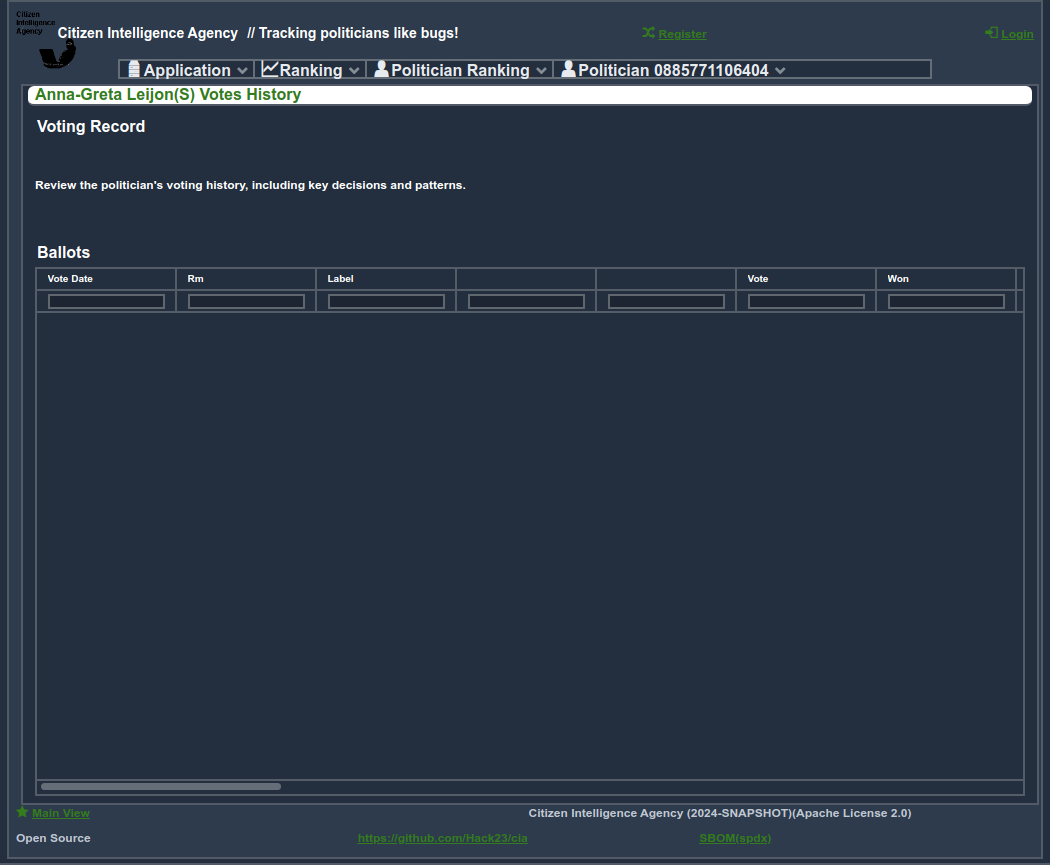 Citizen
Intelligence
Agency
Citizen Intelligence Agency // Tracking politicians like bugs!
Register
Login
Application
Ranking
Politician Ranking
Politician 0885771106404
Anna-Greta Leijon(S) Votes History
Voting Record
Review the politician's voting history, including key decisions and patterns.
Ballots
Vote Date Rm Label Vote Won
Main View
Citizen Intelligence Agency (2024-SNAPSHOT)(Apache License 2.0)
Open Source
https://github.com/Hack23/cia
SBOM(spdx)